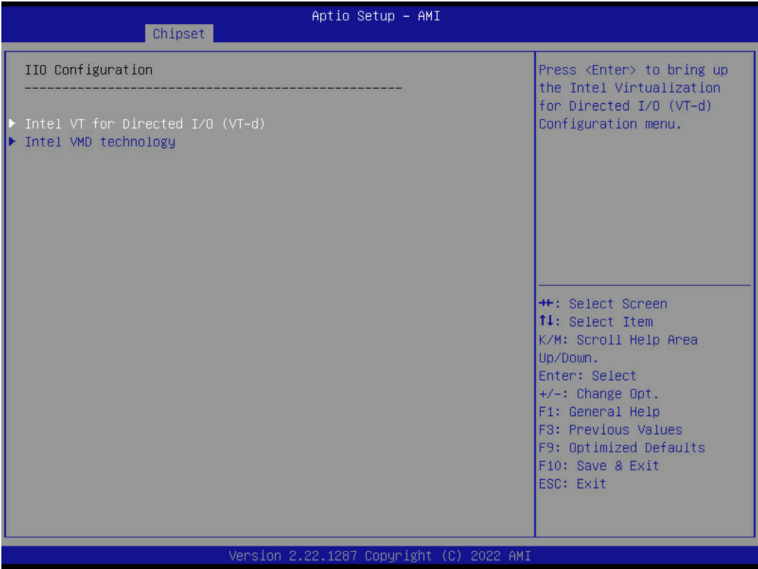 Aptio Setup – AMI
Chipset
IIO Configuration
--------------------------------------------------
▶ Intel VT for Directed I/O (VT-d)
▶ Intel VMD technology
Press <Enter> to bring up
the Intel Virtualization
for Directed I/O (VT-d)
Configuration menu.
→←: Select Screen
↑↓: Select Item
K/M: Scroll Help Area
Up/Down.
Enter: Select
+/-: Change Opt.
F1: General Help
F3: Previous Values
F9: Optimized Defaults
F10: Save & Exit
ESC: Exit
Version 2.22.1287 Copyright (C) 2022 AMI